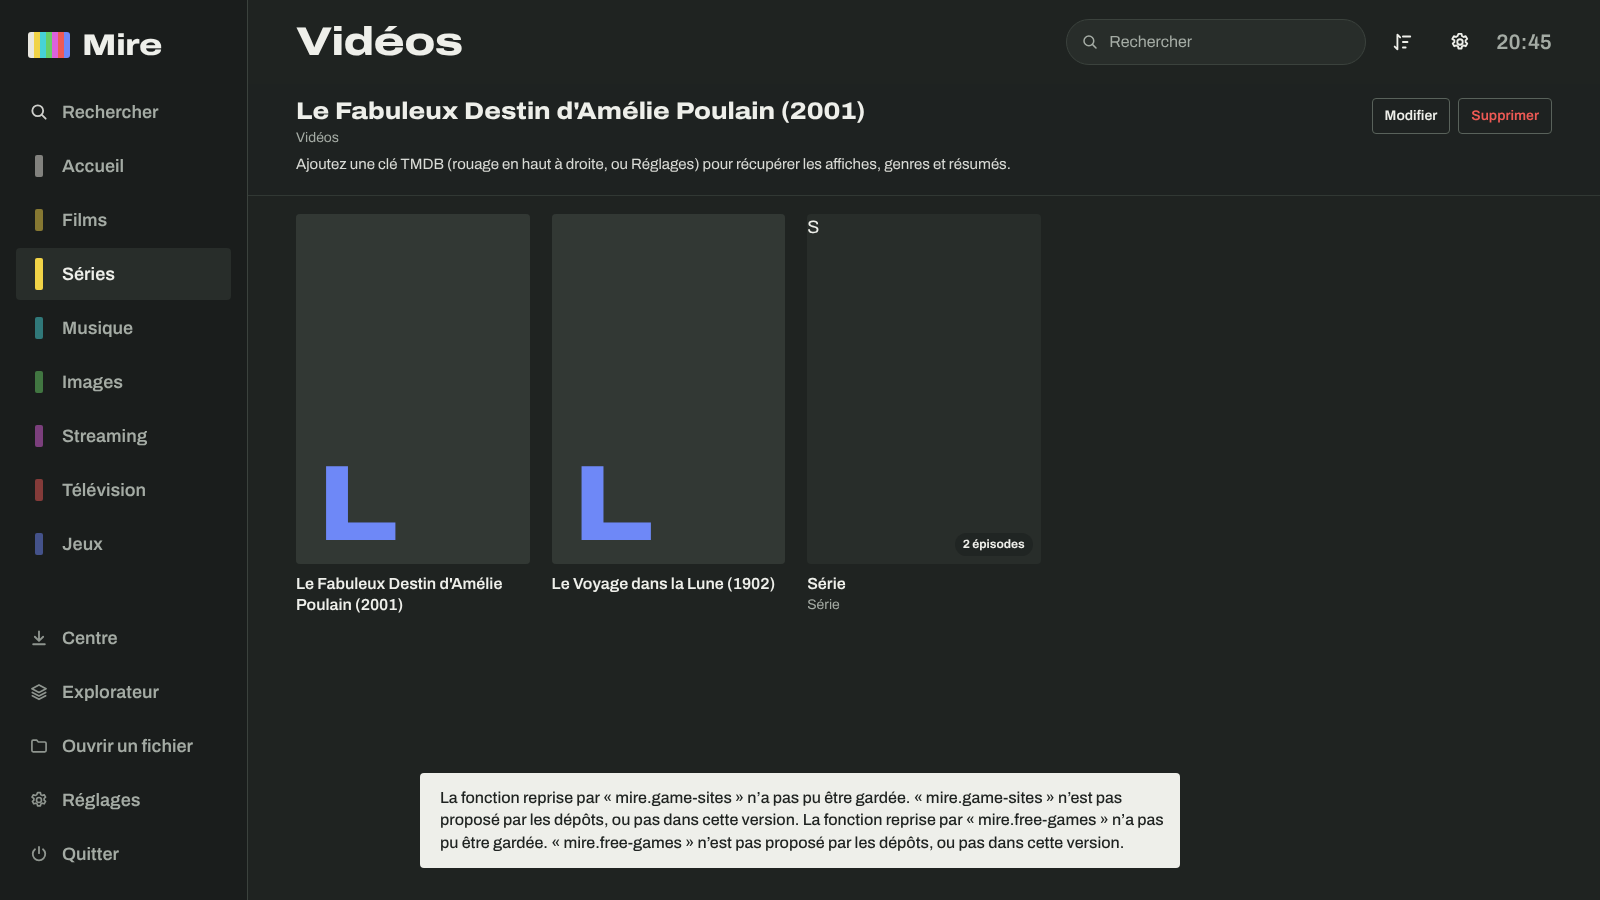 Mire
Rechercher
Accueil
Films
Séries
Musique
Images
Streaming
Télévision
Jeux
Centre
Explorateur
Ouvrir un fichier
Réglages
Quitter
Vidéos
Rechercher
20:45
Le Fabuleux Destin d'Amélie Poulain (2001)
Vidéos
Ajoutez une clé TMDB (rouage en haut à droite, ou Réglages) pour récupérer les affiches, genres et résumés.
Modifier
Supprimer
L
Le Fabuleux Destin d'Amélie
Poulain (2001)
L
Le Voyage dans la Lune (1902)
S
2 épisodes
Série
Série
La fonction reprise par « mire.game-sites » n’a pas pu être gardée. « mire.game-sites » n’est pas
proposé par les dépôts, ou pas dans cette version. La fonction reprise par « mire.free-games » n’a pas
pu être gardée. « mire.free-games » n’est pas proposé par les dépôts, ou pas dans cette version.